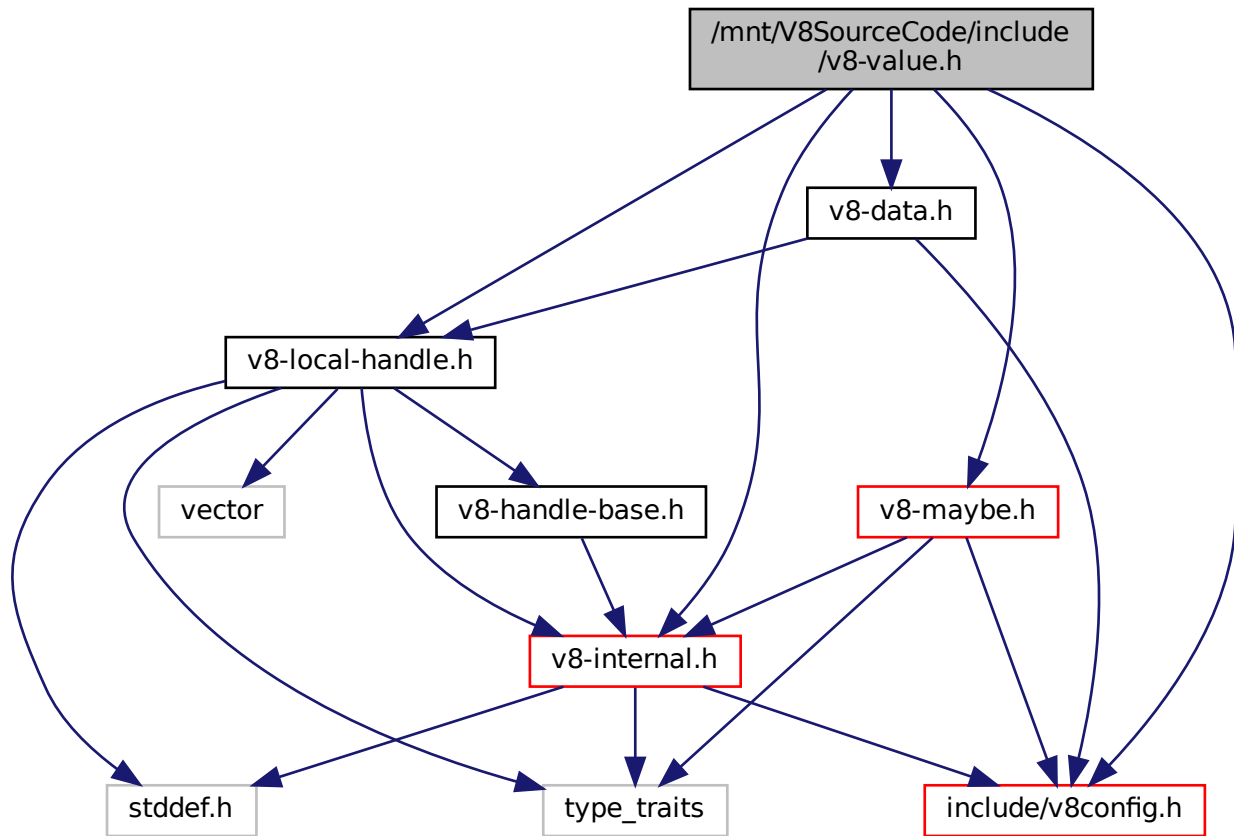 /mnt/V8SourceCode/include
/v8-value.h
v8-data.h
v8-local-handle.h
vector
v8-handle-base.h
v8-maybe.h
v8-internal.h
stddef.h
type_traits
include/v8config.h